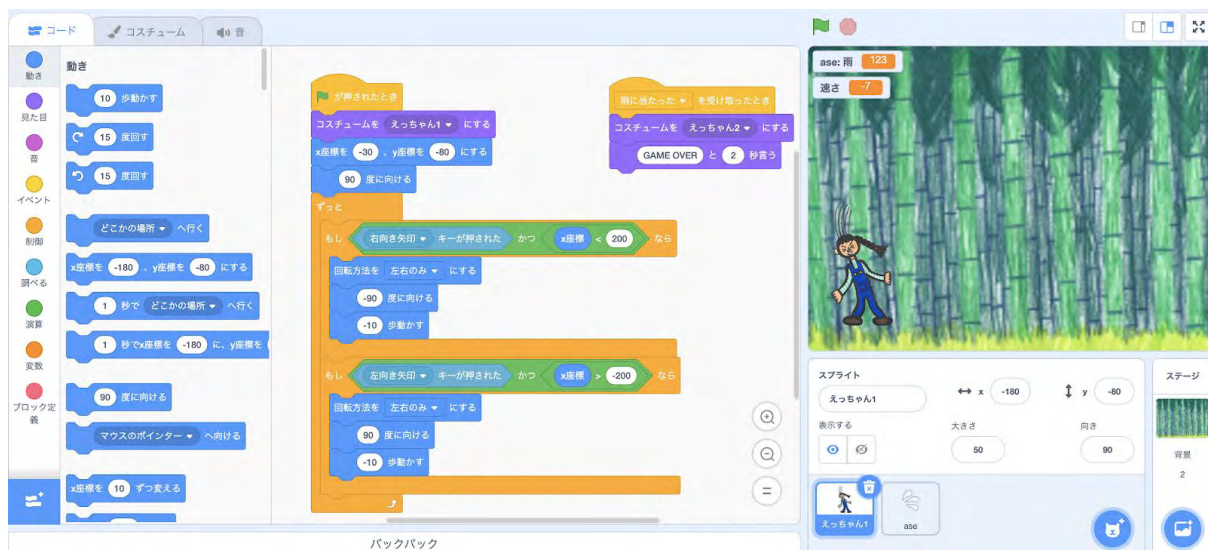 コード
コスチューム
音
動き
見た目
音
イベント
制御
調べる
演算
変数
ブロック定
義
動き
10 歩動かす
15 度回す
15 度回す
どこかの場所 へ行く
x座標を -180 、y座標を -80 にする
1 秒で どこかの場所 へ行く
1 秒でx座標を -180 に、y座標を
90 度に向ける
マウスのポインター へ向ける
x座標を 10 ずつ変える
が押されたとき
コスチュームを えっちゃん1 にする
x座標を -30 、y座標を -80 にする
90 度に向ける
ずっと
もし 右向き矢印 キーが押された かつ x座標 < 200 なら
回転方法を 左右のみ にする
-90 度に向ける
-10 歩動かす
もし 左向き矢印 キーが押された かつ x座標 > -200 なら
回転方法を 左右のみ にする
90 度に向ける
-10 歩動かす
雨に当たった を受け取ったとき
コスチュームを えっちゃん2 にする
GAME OVER と 2 秒言う
バックパック
ase: 雨 123
速さ -7
スプライト
えっちゃん1
x -180
y -80
表示する
大きさ
50
向き
90
えっちゃん1
ase
ステージ
背景
2